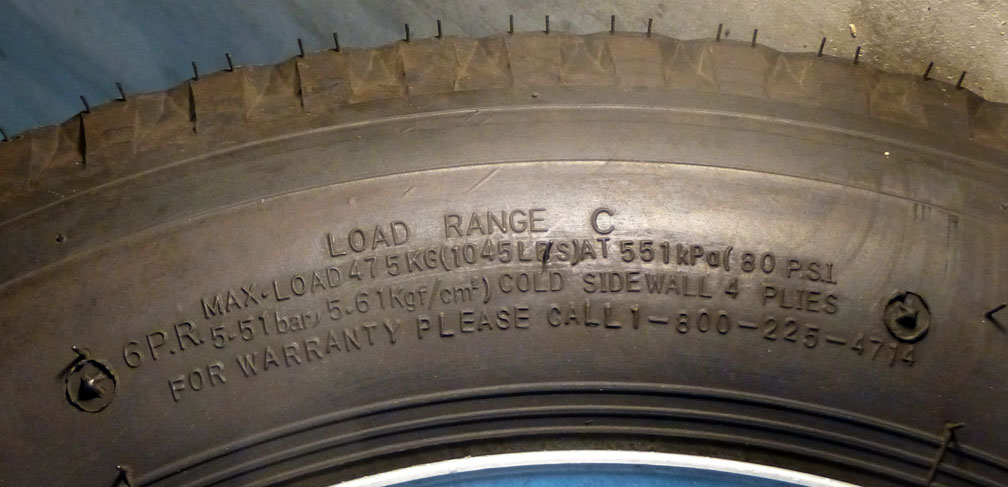 LOAD RANGE C
MAX. LOAD 475KG(1045LBS)AT 551kPa(80 P.S.I.
6P.R. 5.51bar, 5.61Kgf/cm²) COLD SIDEWALL 4 PLIES
FOR WARRANTY PLEASE CALL 1-800-225-4714